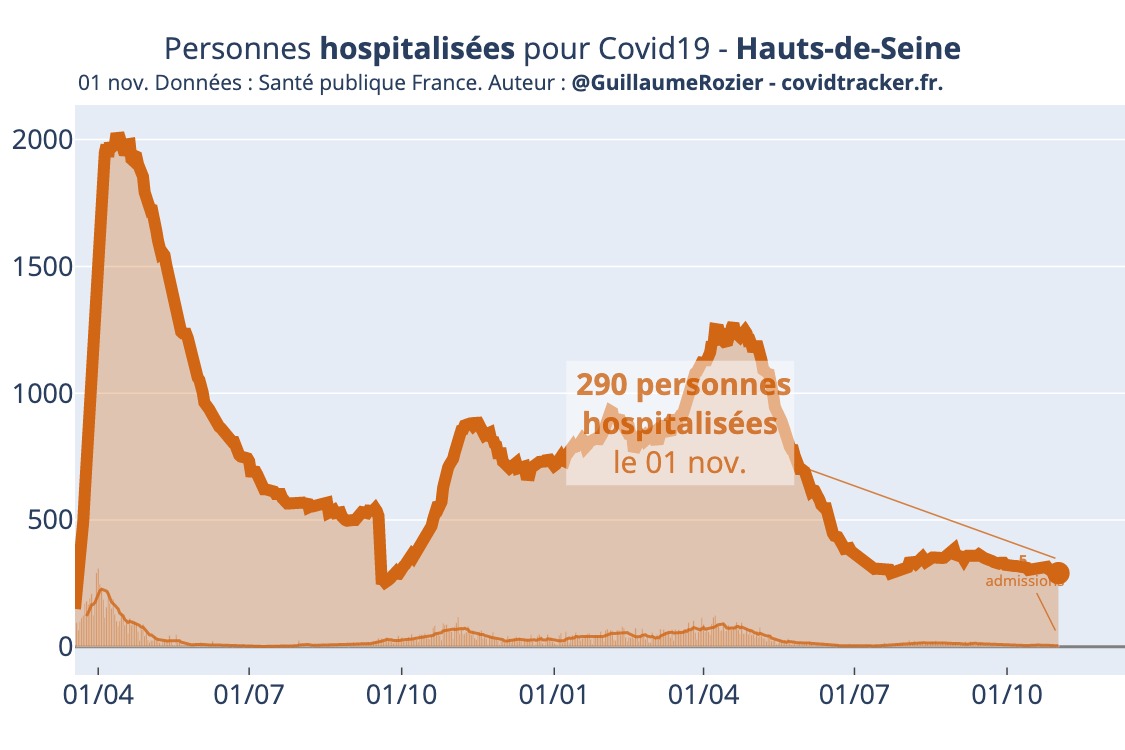 Personnes hospitalisées pour Covid19 - Hauts-de-Seine
01 nov. Données : Santé publique France. Auteur : @GuillaumeRozier - covidtracker.fr.
2000
1500
1000
500
0
290 personnes
hospitalisées
le 01 nov.
5
admissions
01/04
01/07
01/10
01/01
01/04
01/07
01/10